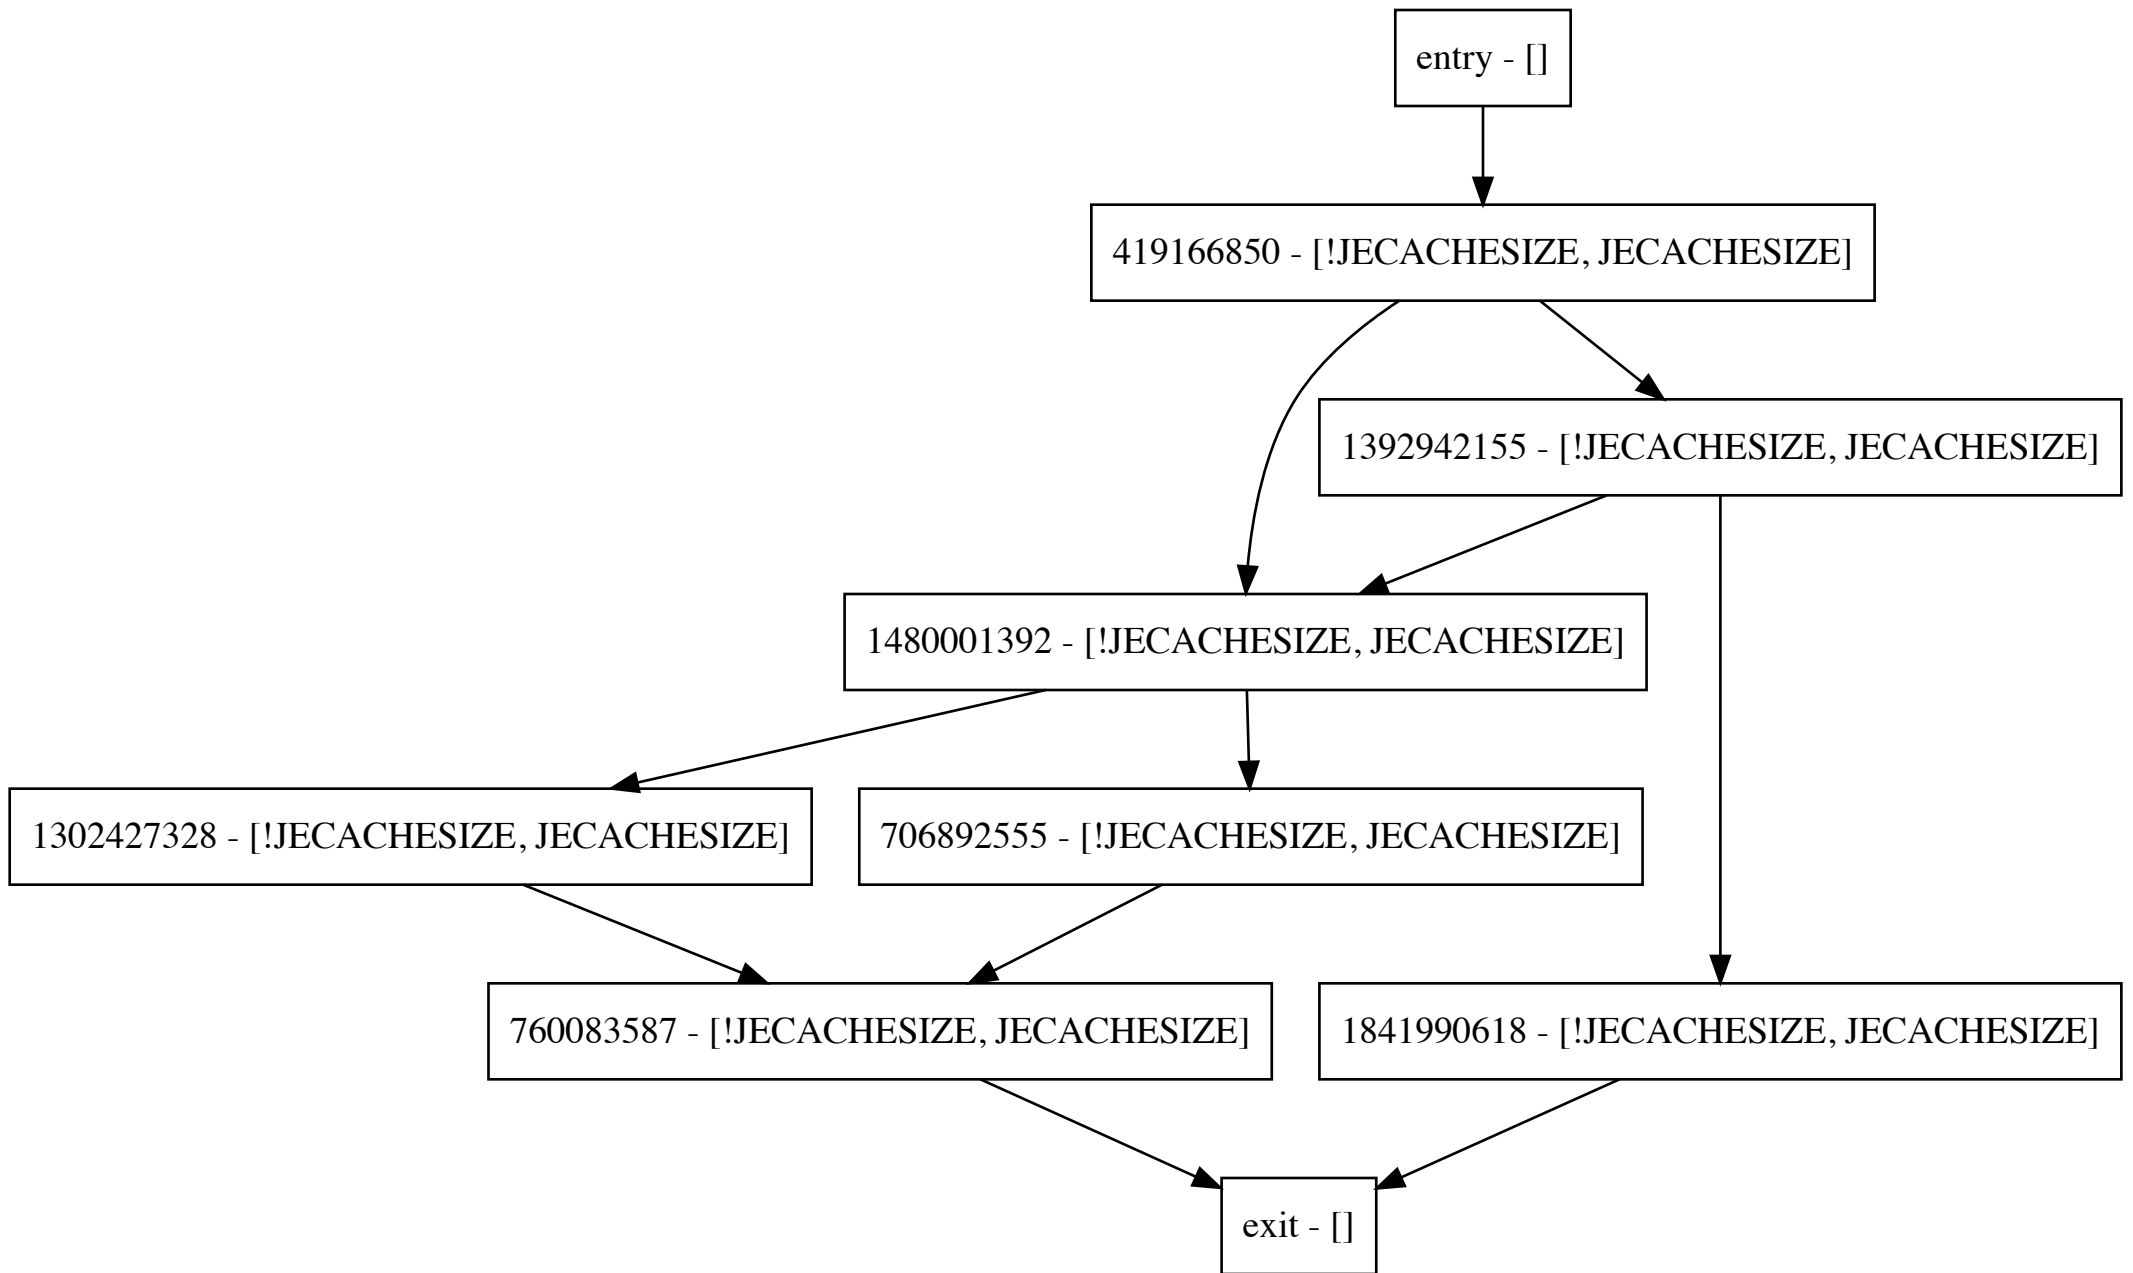 entry - []
419166850 - [!JECACHESIZE, JECACHESIZE]
1392942155 - [!JECACHESIZE, JECACHESIZE]
1480001392 - [!JECACHESIZE, JECACHESIZE]
1302427328 - [!JECACHESIZE, JECACHESIZE]
706892555 - [!JECACHESIZE, JECACHESIZE]
760083587 - [!JECACHESIZE, JECACHESIZE]
1841990618 - [!JECACHESIZE, JECACHESIZE]
exit - []